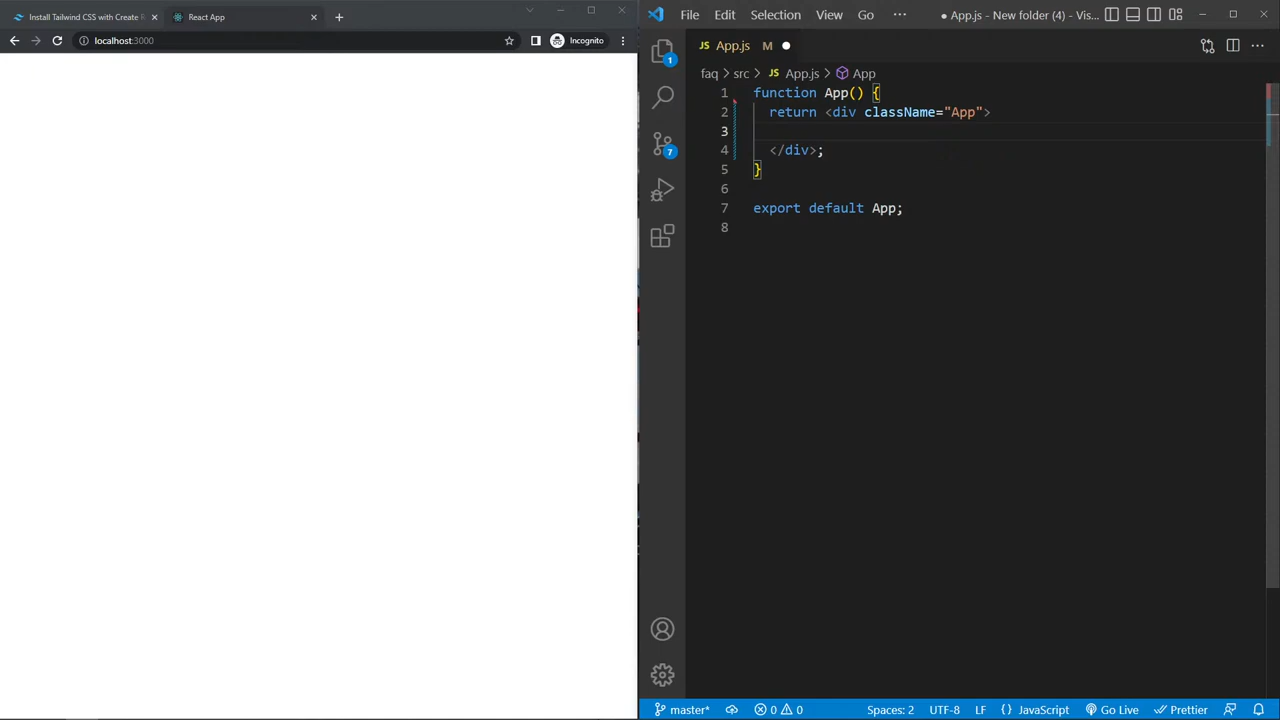 Install Tailwind CSS with Create R
React App
localhost:3000
Incognito
File Edit Selection View Go
● App.js - New folder (4) - Vis...
App.js M
faq > src > App.js > App
1 function App() {
2 return <div className="App">
3
4 </div>;
5 }
6
7 export default App;
8
1
7
master*
0 0
Spaces: 2
UTF-8
LF
{} JavaScript
Go Live
Prettier